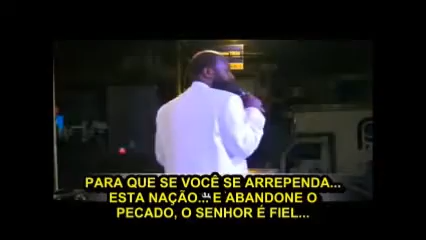 PARA QUE SE VOCÊ SE ARREPENDA...
ESTA NAÇÃO... E ABANDONE O
PECADO, O SENHOR É FIEL...